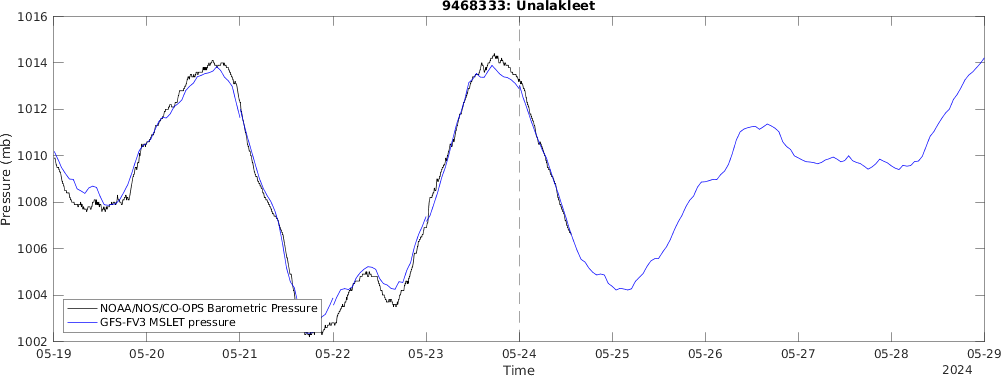 9468333: Unalakleet
1016
1014
1012
1010
1008
1006
1004
1002
Pressure (mb)
NOAA/NOS/CO-OPS Barometric Pressure
GFS-FV3 MSLET pressure
05-19 05-20 05-21 05-22 05-23 05-24 05-25 05-26 05-27 05-28 05-29
Time
2024